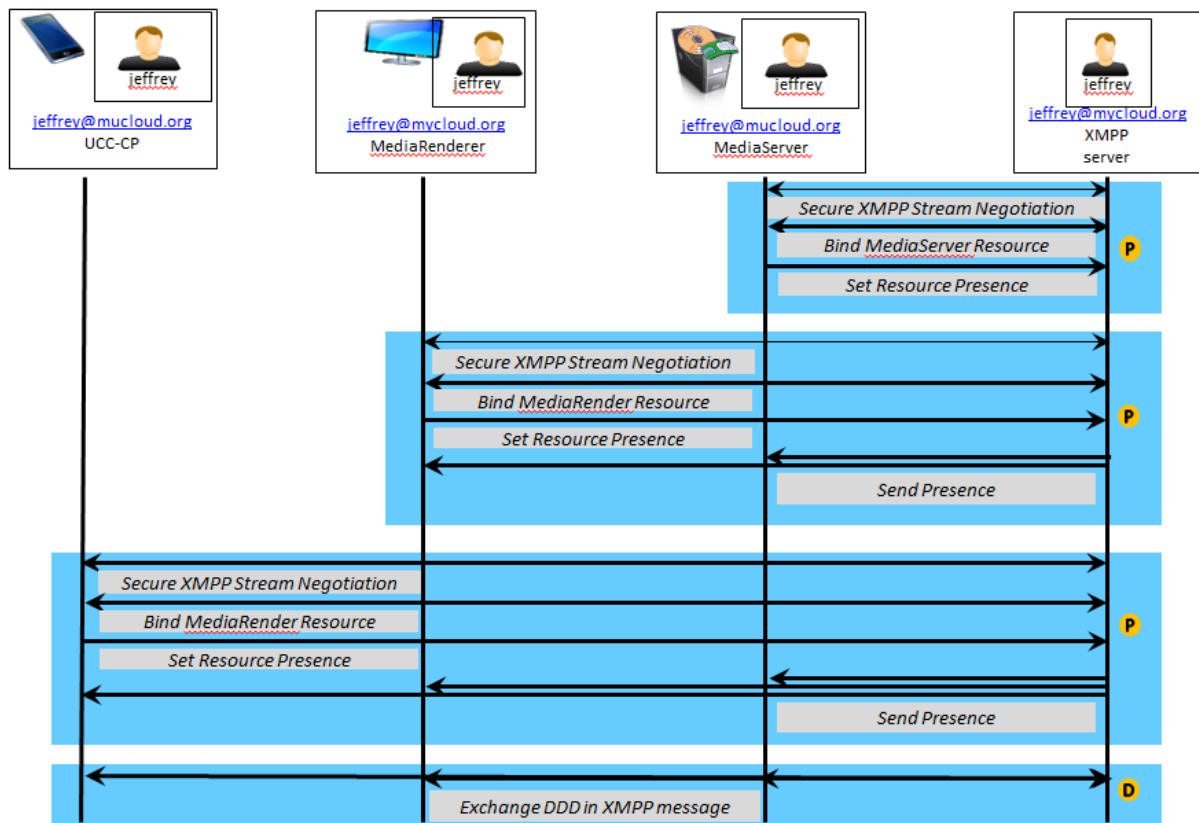 jeffrey
jeffrey@mucloud.org
UCC-CP
jeffrey
jeffrey@mycloud.org
MediaRenderer
jeffrey
jeffrey@mucloud.org
MediaServer
jeffrey
jeffrey@mucloud.org
XMPP
server
Secure XMPP Stream Negotiation
Bind MediaServer Resource
P
Set Resource Presence
Secure XMPP Stream Negotiation
Bind MediaRender Resource
P
Set Resource Presence
Send Presence
Secure XMPP Stream Negotiation
Bind MediaRender Resource
P
Set Resource Presence
Send Presence
D
Exchange DDD in XMPP message